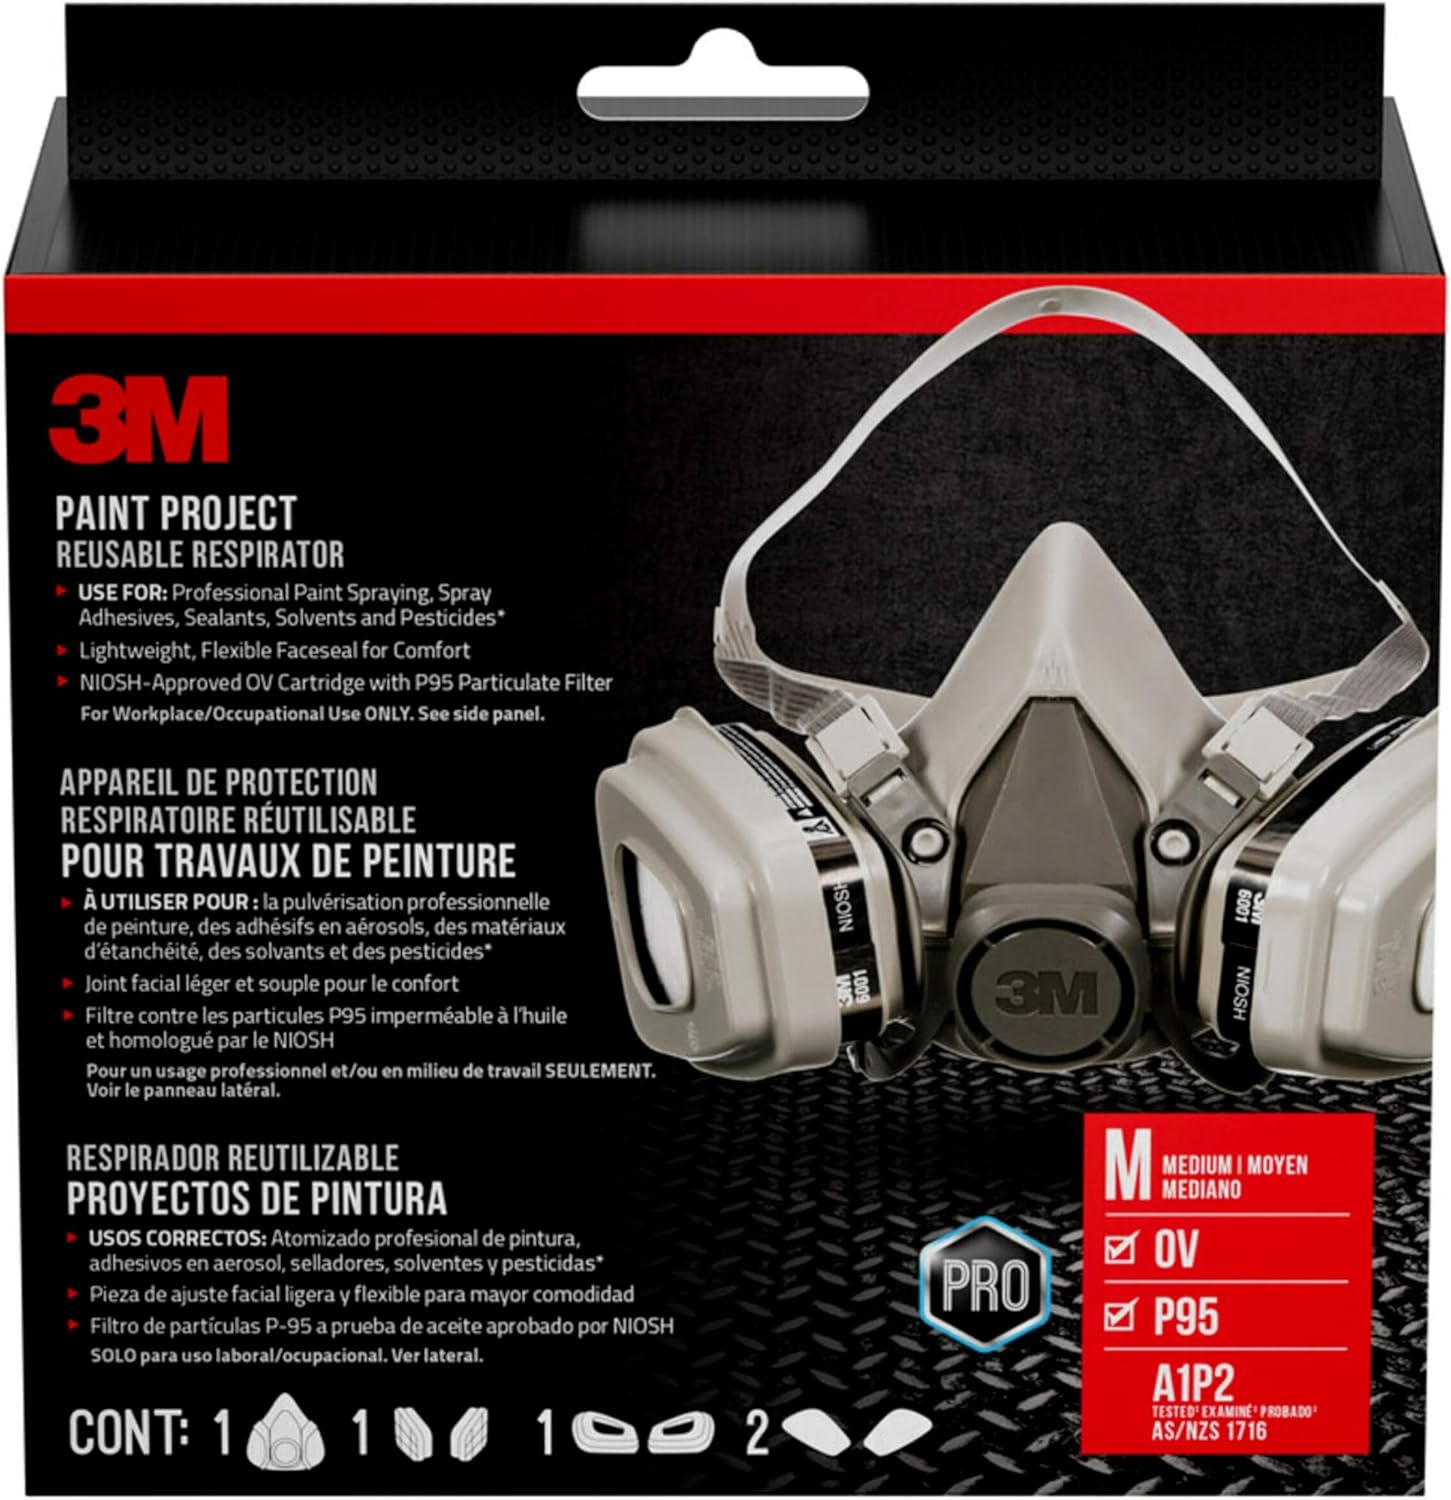 3M
PAINT PROJECT
REUSABLE RESPIRATOR
USE FOR: Professional Paint Spraying, Spray
Adhesives, Sealants, Solvents and Pesticides*
Lightweight, Flexible Faceseal for Comfort
NIOSH-Approved OV Cartridge with P95 Particulate Filter
For Workplace/Occupational Use ONLY. See side panel.
APPAREIL DE PROTECTION
RESPIRATOIRE RÉUTILISABLE
POUR TRAVAUX DE PEINTURE
À UTILISER POUR : la pulvérisation professionnelle
de peinture, des adhésifs en aérosols, des matériaux
d'étanchéité, des solvants et des pesticides*
Joint facial léger et souple pour le confort
Filtre contre les particules P95 imperméable à l'huile
et homologué par le NIOSH
Pour un usage professionnel et/ou en milieu de travail SEULEMENT.
Voir le panneau latéral.
RESPIRADOR REUTILIZABLE
PROYECTOS DE PINTURA
USOS CORRECTOS: Atomizado profesional de pintura,
adhesivos en aerosol, selladores, solventes y pesticidas*
Pieza de ajuste facial ligera y flexible para mayor comodidad
Filtro de partículas P-95 a prueba de aceite aprobado por NIOSH
SOLO para uso laboral/ocupacional. Ver lateral.
CONT: 1 1 1 2
NIOSH
3M
6001
3M
3M
6001
NIOSH
PRO
M MEDIUM | MOYEN
MEDIANO
OV
P95
A1P2
TESTED¹ EXAMINÉ¹ PROBADO¹
AS/NZS 1716